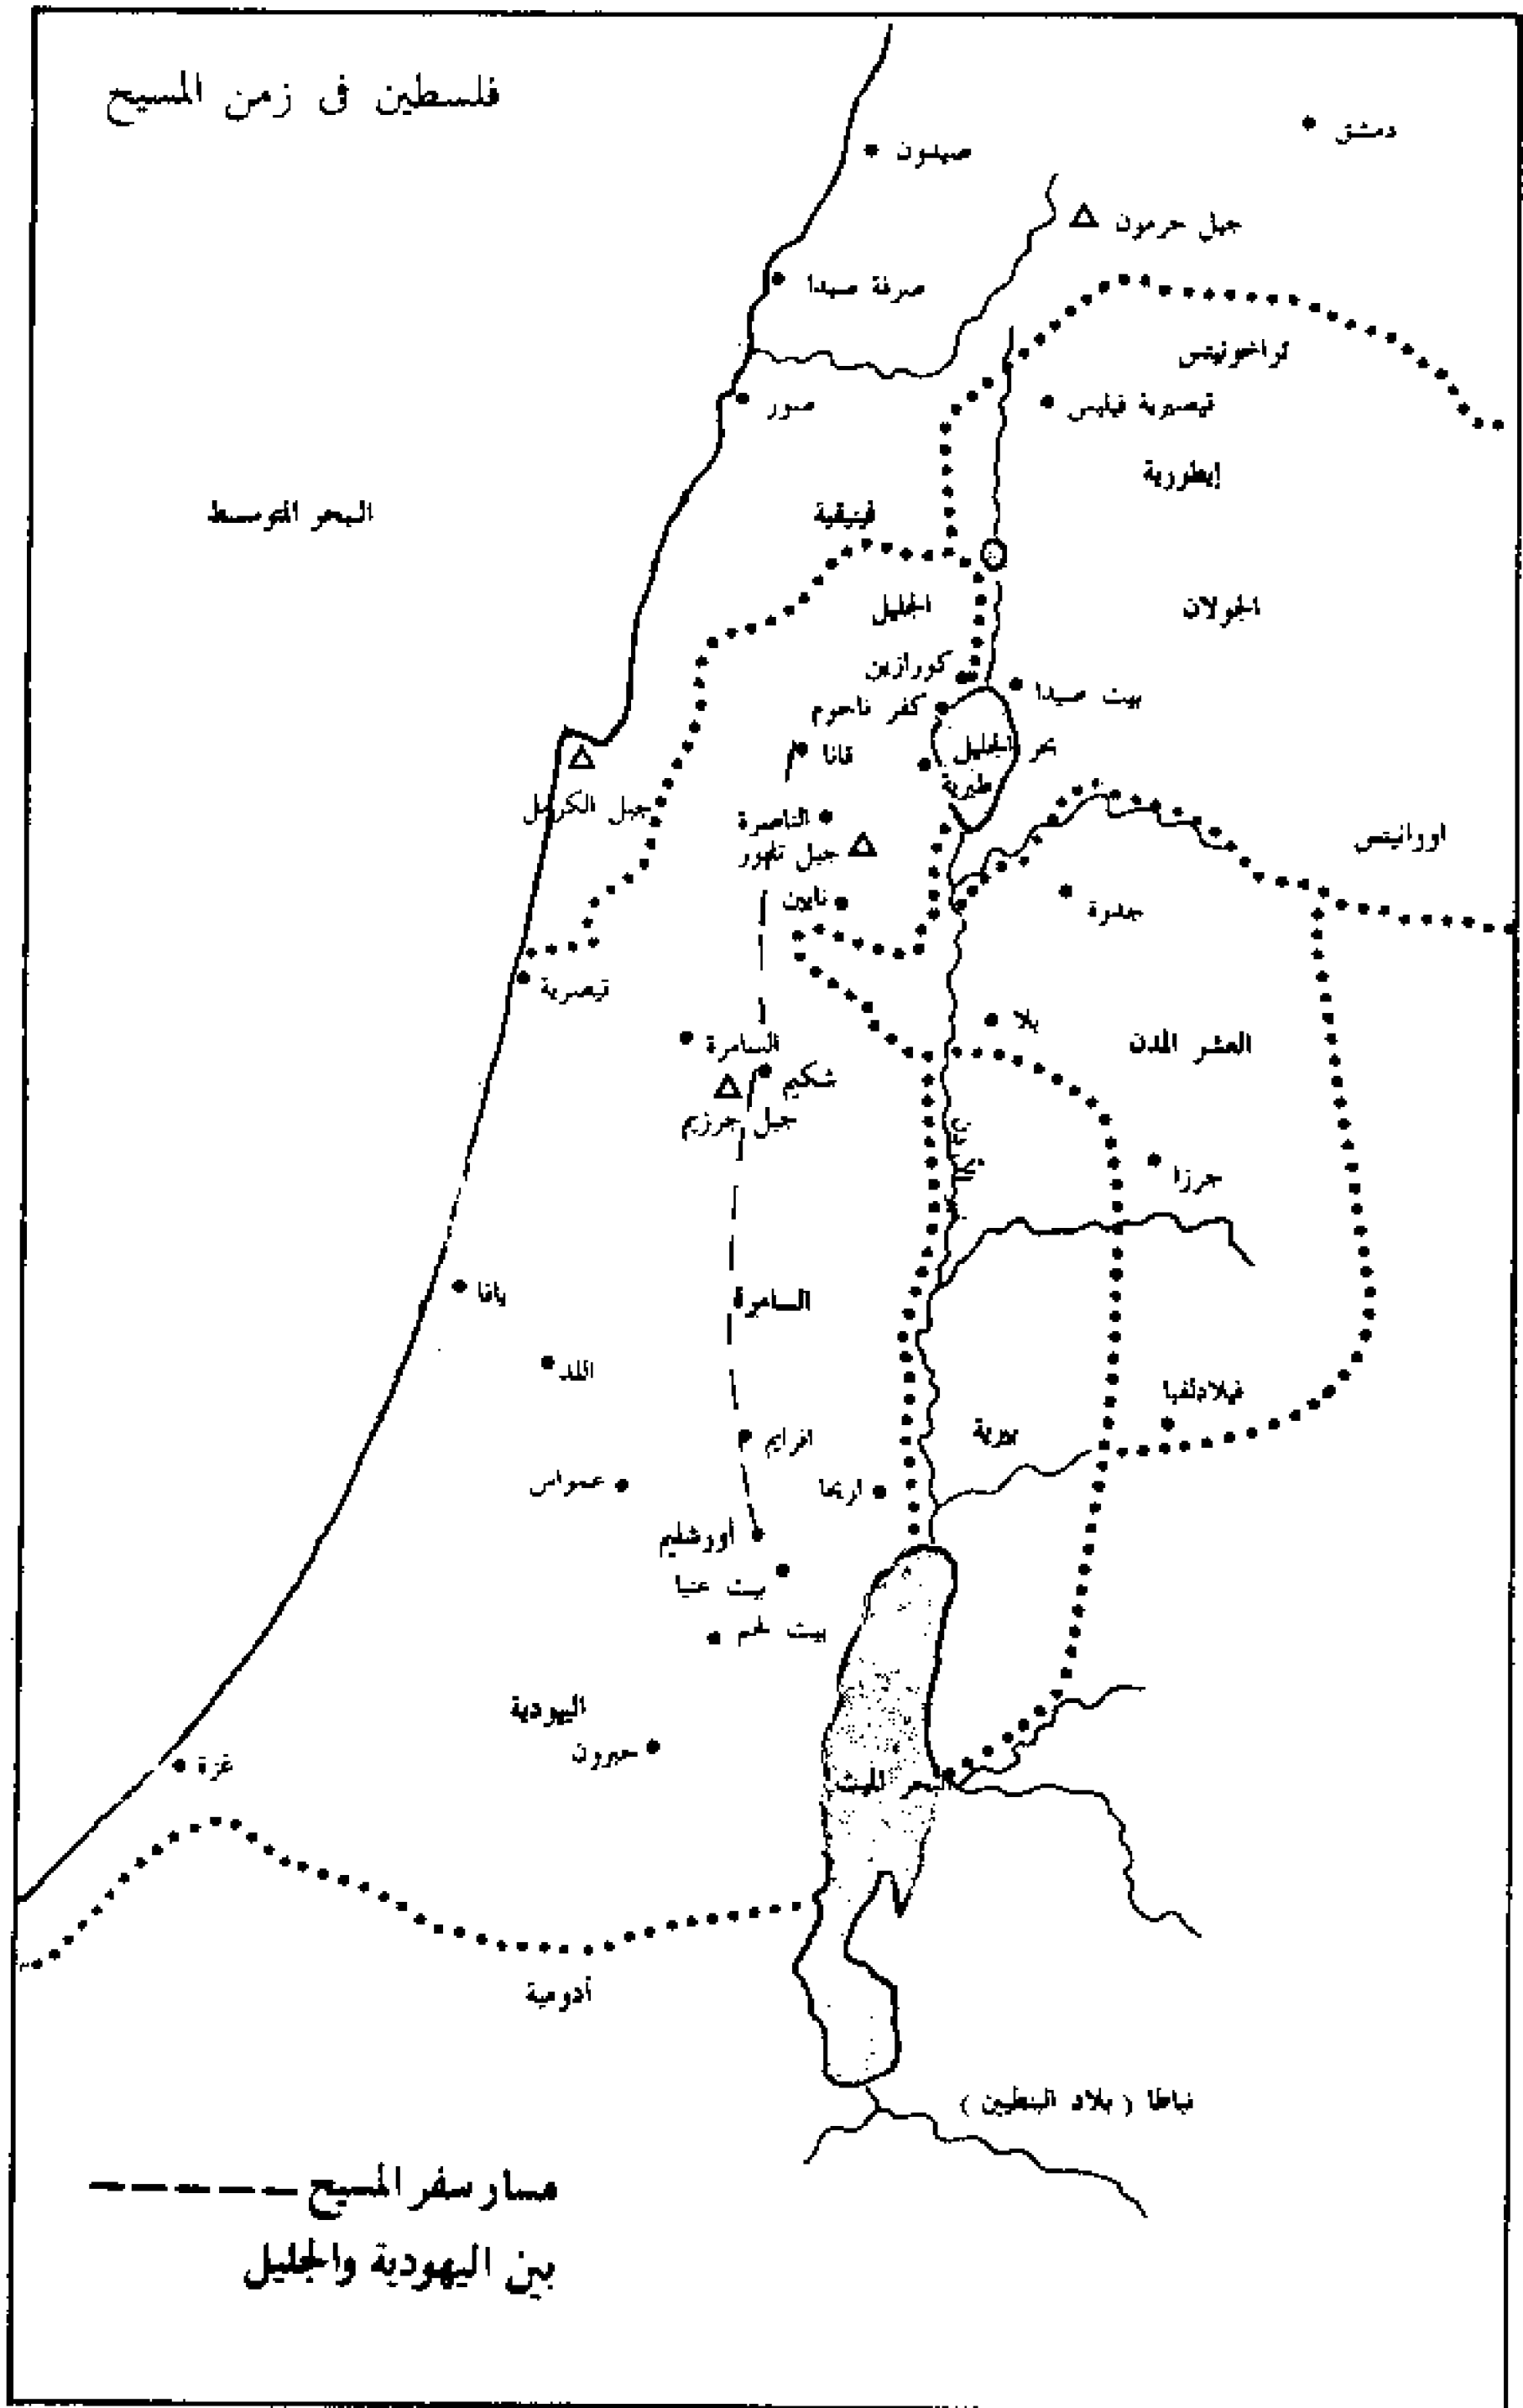 فلسطين فى زمن المسيح
دمشق
صيدون
جبل حرمون
صرفة صيدا
تراخونيتس
قيصرية فيلبس
صور
إيطورية
البحر المتوسط
فينيقية
الجليل
الجولان
كورازين
بيت صيدا
كفر ناحوم
قانا
بحر الجليل
طبرية
جبل الكرمل
الناصرة
جبل تابور
اورانيتس
نايين
جدرة
قيصرية
بلا
العشر المدن
السامرة
شكيم
جبل جرزيم
الأردن
جرزا
يافا
السامرة
اللد
فيلادلفيا
افرايم
بيرية
عمواس
اريحا
أورشليم
بيت عنيا
بيت لحم
اليهودية
حبرون
غزة
البحر الميت
أدومية
نباطا ( بلاد النبطيين )
مسار سفر المسيح
بين اليهودية والجليل